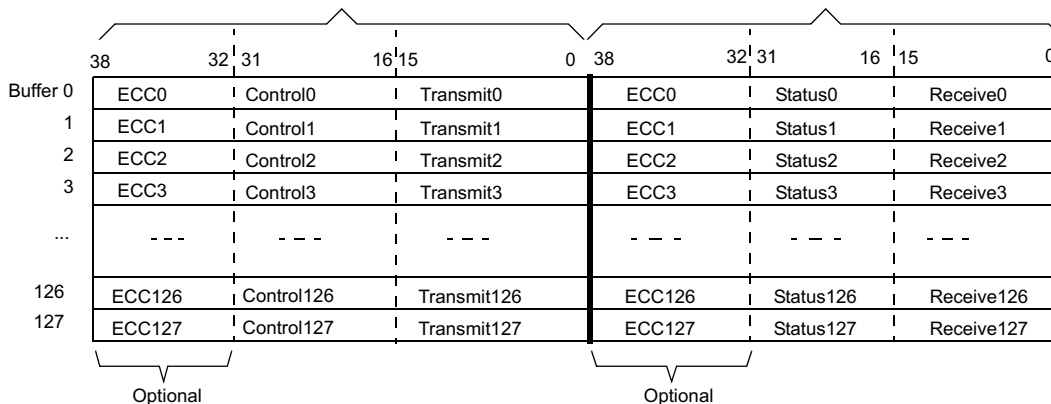 38 32 31 16 15 0 38 32 31 16 15 0
Buffer 0 ECC0 Control0 Transmit0 ECC0 Status0 Receive0
1 ECC1 Control1 Transmit1 ECC1 Status1 Receive1
2 ECC2 Control2 Transmit2 ECC2 Status2 Receive2
3 ECC3 Control3 Transmit3 ECC3 Status3 Receive3
...
126 ECC126 Control126 Transmit126 ECC126 Status126 Receive126
127 ECC127 Control127 Transmit127 ECC127 Status127 Receive127
Optional Optional